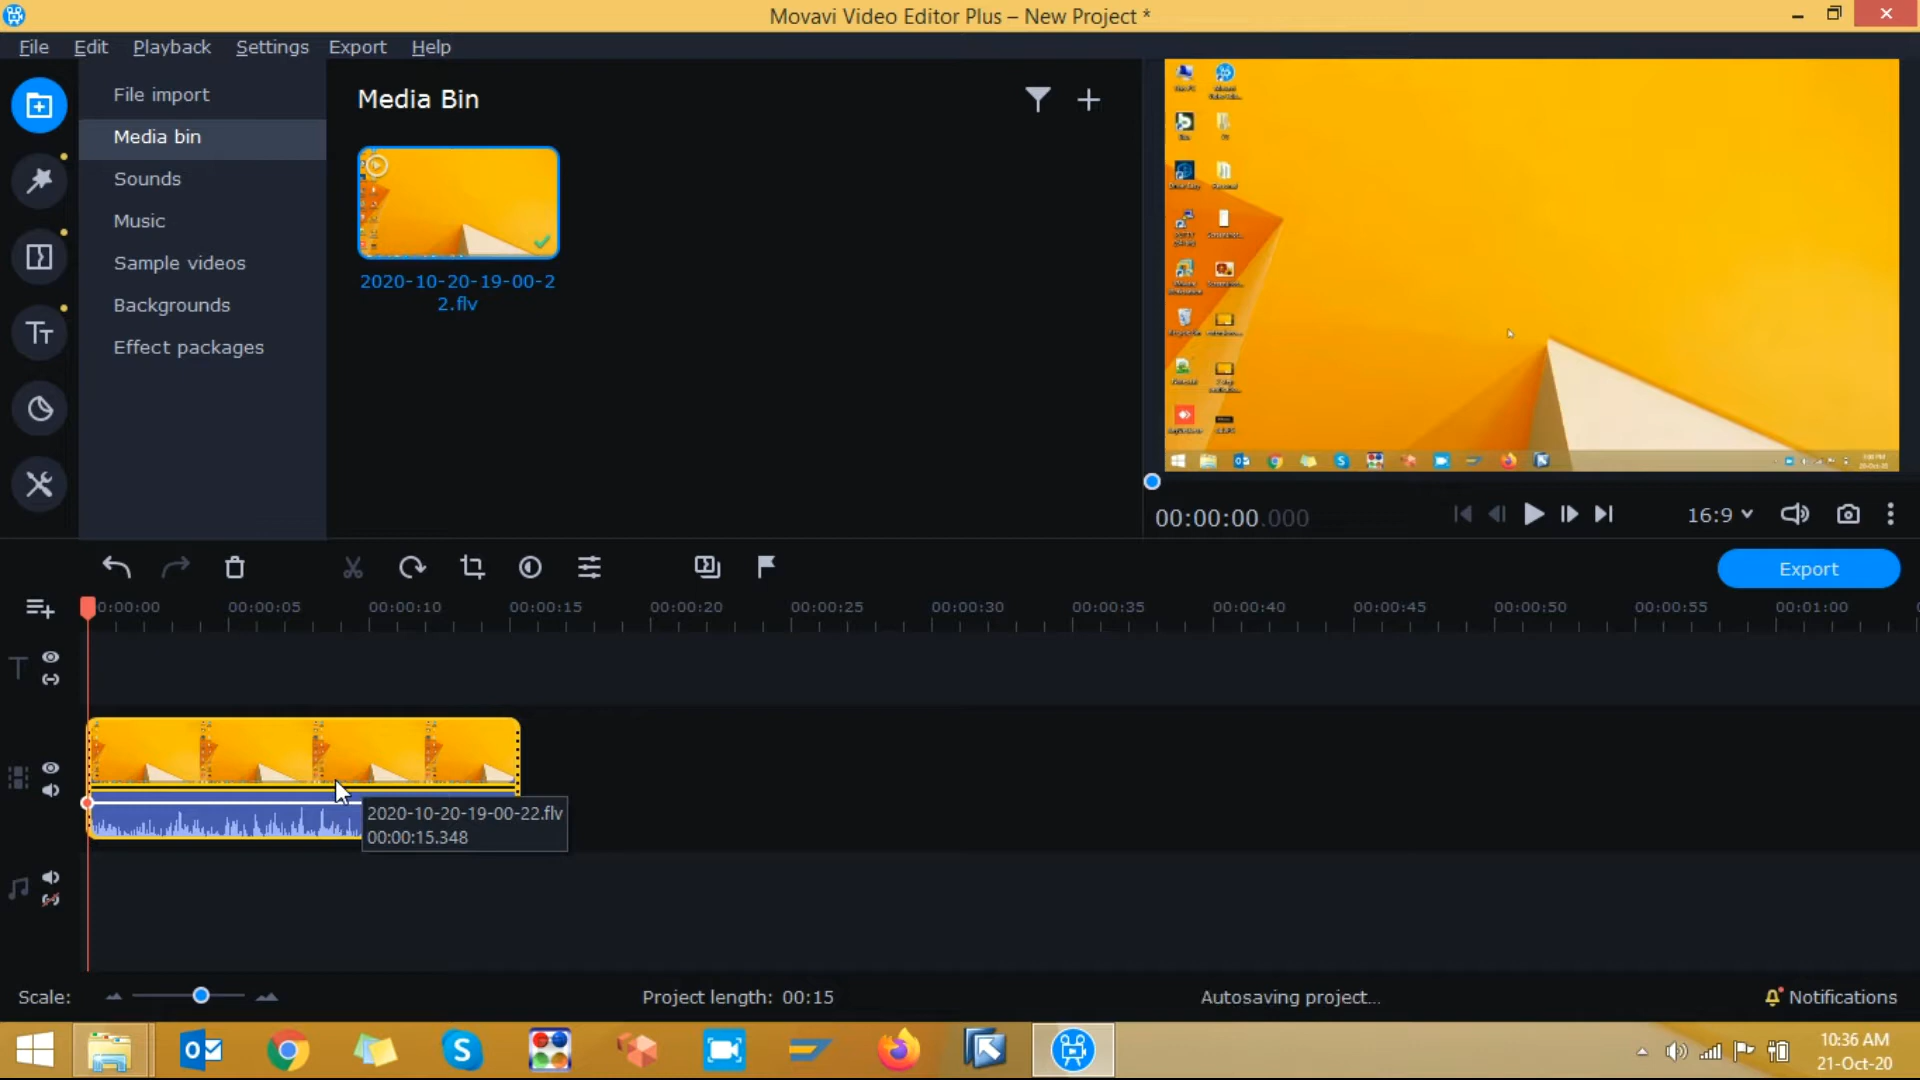 Movavi Video Editor Plus – New Project *
File Edit Playback Settings Export Help
File import
Media bin
Sounds
Music
Sample videos
Backgrounds
Effect packages
Media Bin
2020-10-20-19-00-2
2.flv
00:00:00.000
16:9
Export
0:00:00 00:00:05 00:00:10 00:00:15 00:00:20 00:00:25 00:00:30 00:00:35 00:00:40 00:00:45 00:00:50 00:00:55 00:01:00
2020-10-20-19-00-22.flv
00:00:15.348
Scale:
Project length: 00:15
Autosaving project...
Notifications
10:36 AM
21-Oct-20